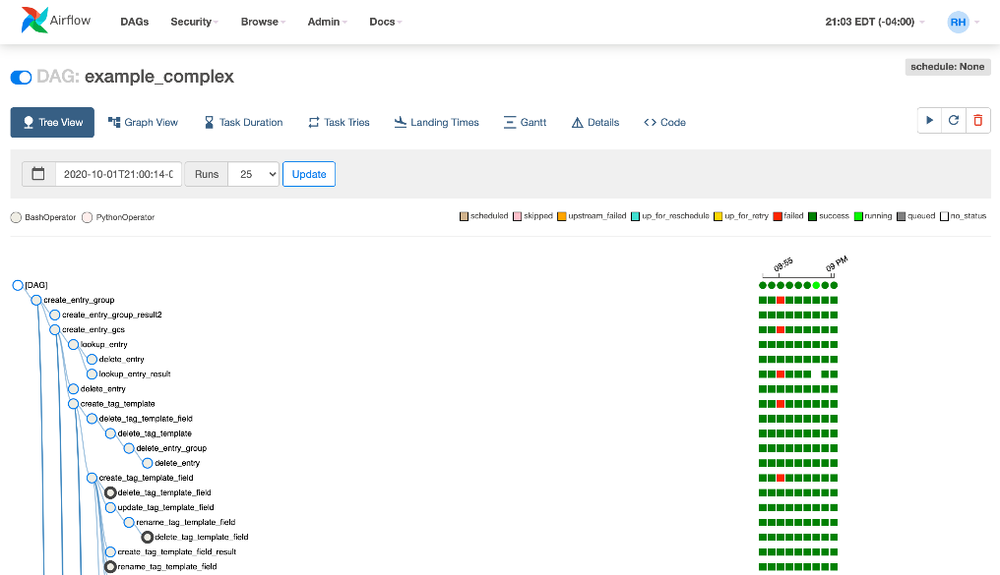 Airflow DAGs Security Browse Admin Docs 21:03 EDT (-04:00) RH
schedule: None
DAG: example_complex
Tree View Graph View Task Duration Task Tries Landing Times Gantt Details Code
2020-10-01T21:00:14-0 Runs 25 Update
BashOperator PythonOperator scheduled skipped upstream_failed up_for_reschedule up_for_retry failed success running queued no_status
08:55 09 PM
[DAG]
create_entry_group
create_entry_group_result2
create_entry_gcs
lookup_entry
delete_entry
lookup_entry_result
delete_entry
create_tag_template
delete_tag_template_field
delete_tag_template
delete_entry_group
delete_entry
create_tag_template_field
delete_tag_template_field
update_tag_template_field
rename_tag_template_field
delete_tag_template_field
create_tag_template_field_result
rename_tag_template_field